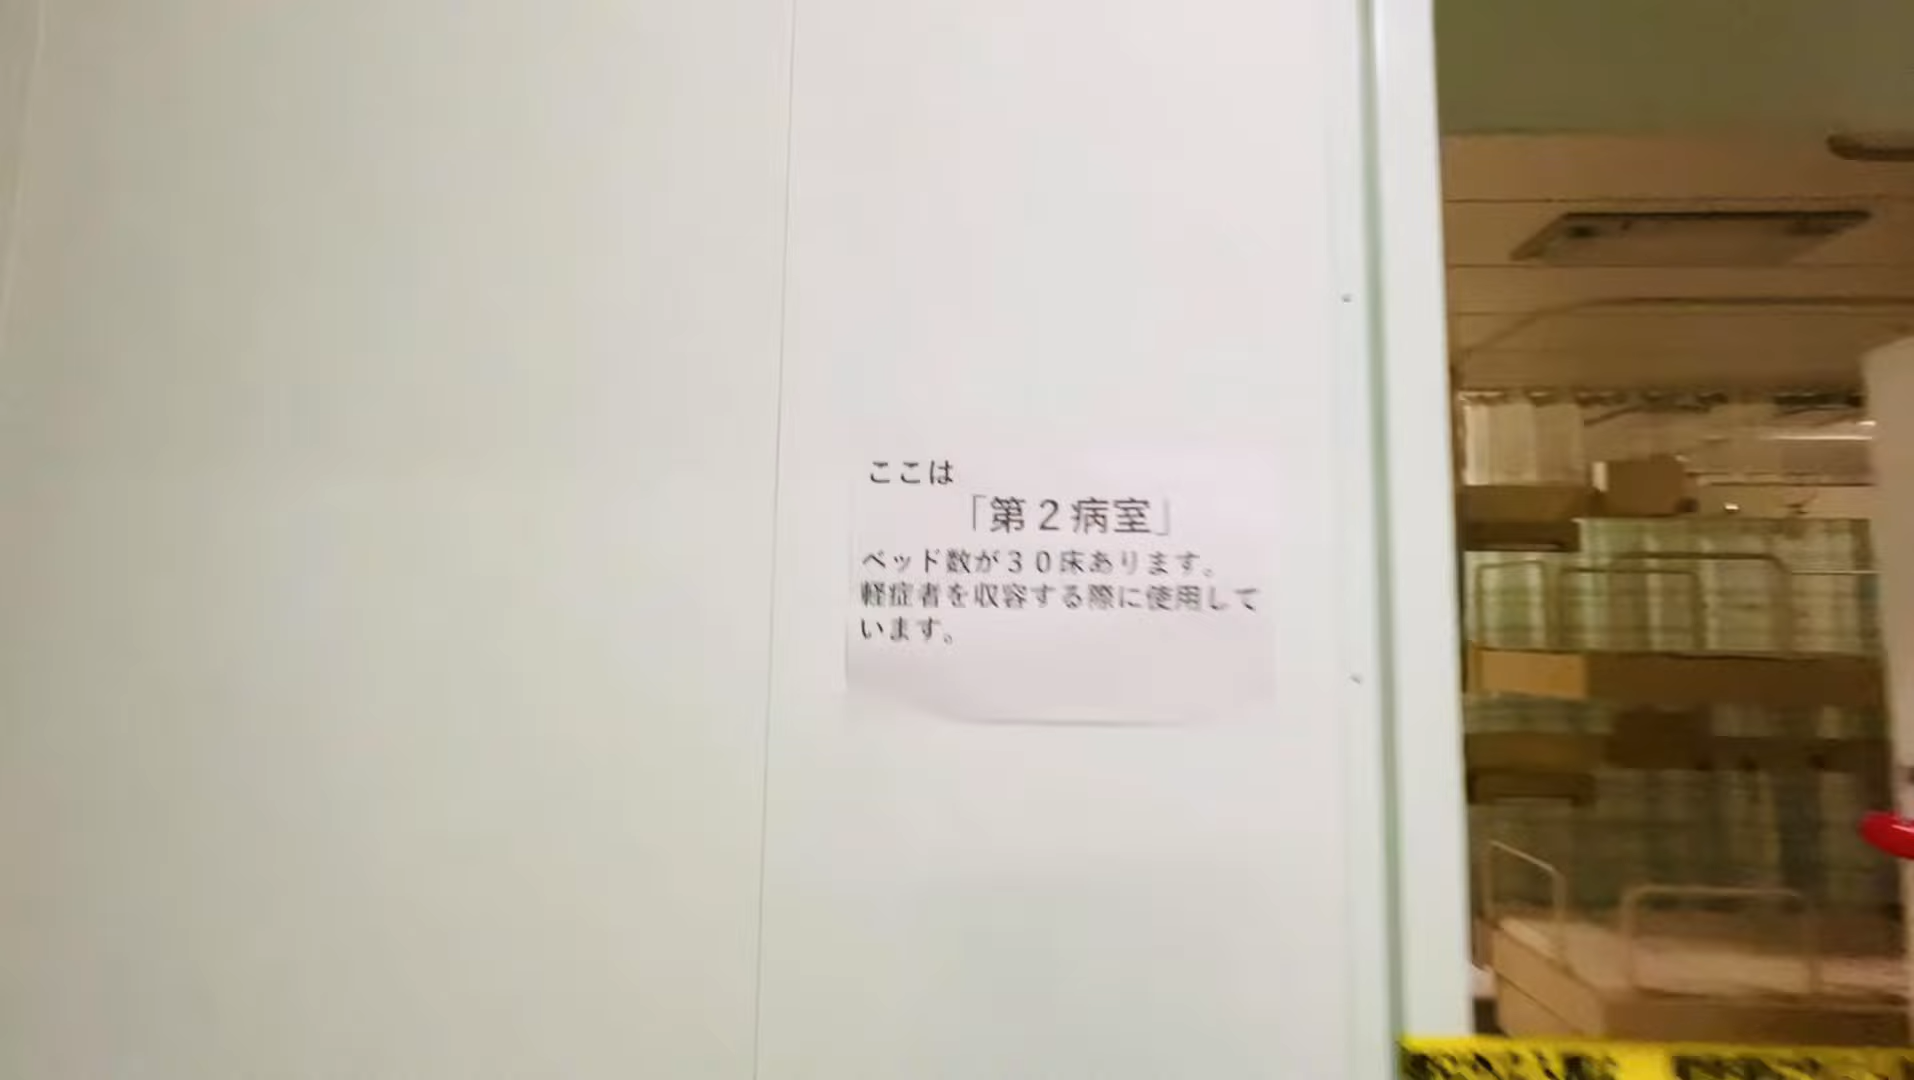 ここは
「第２病室」
ベッド数が３０床あります。
軽症者を収容する際に使用して
います。